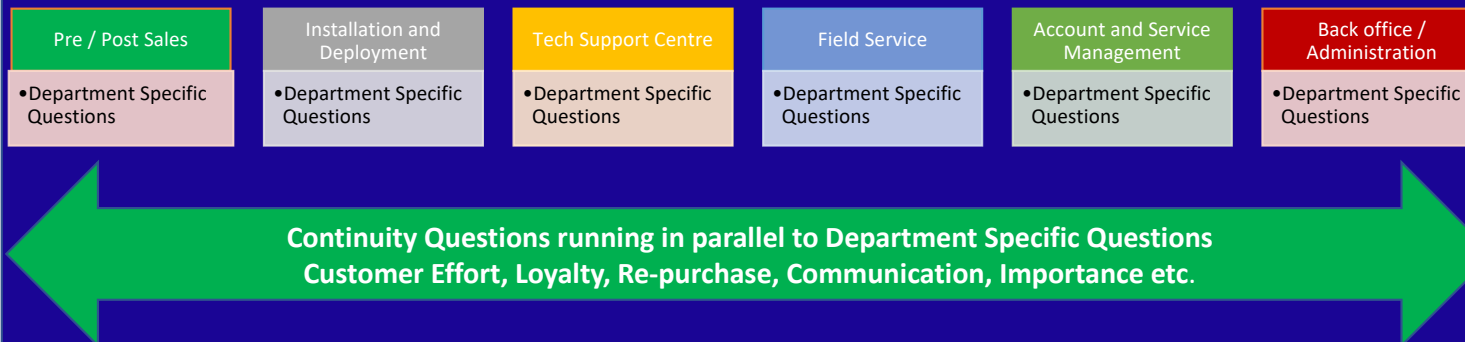 Pre / Post Sales
•Department Specific
Questions
Installation and
Deployment
•Department Specific
Questions
Tech Support Centre
•Department Specific
Questions
Field Service
•Department Specific
Questions
Account and Service
Management
•Department Specific
Questions
Back office /
Administration
•Department Specific
Questions
Continuity Questions running in parallel to Department Specific Questions
Customer Effort, Loyalty, Re-purchase, Communication, Importance etc.